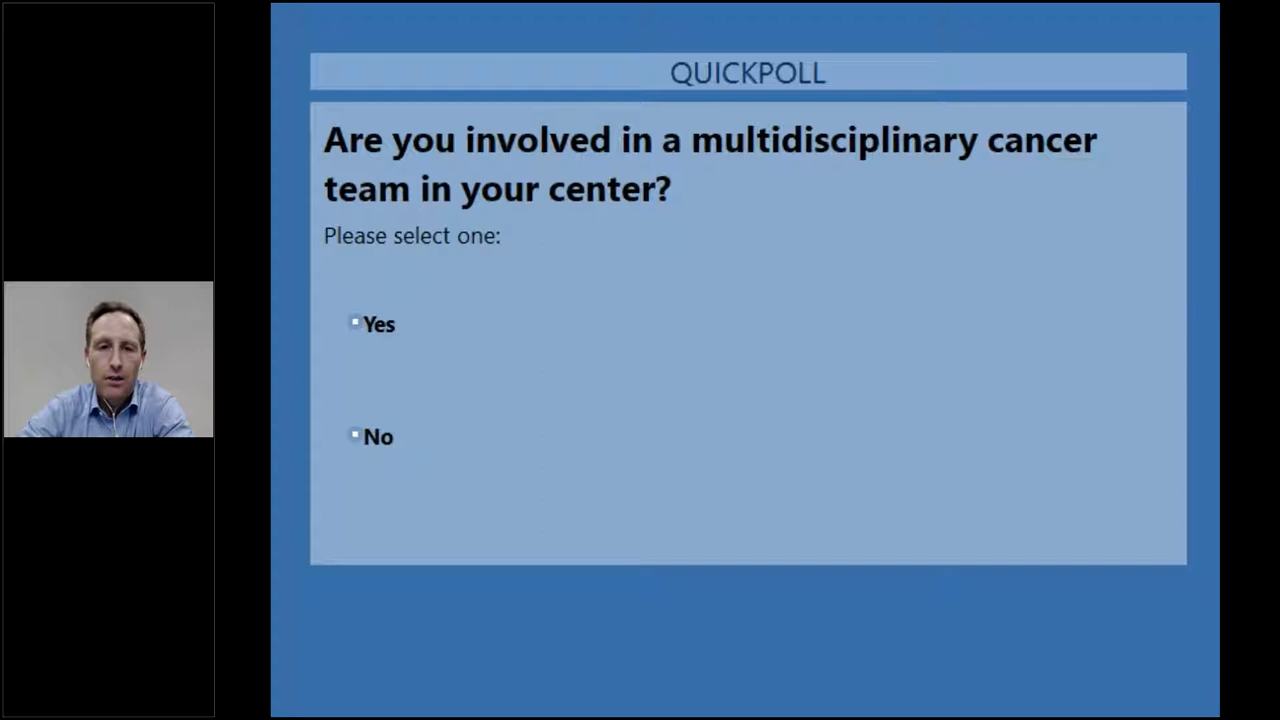 QUICKPOLL
Are you involved in a multidisciplinary cancer
team in your center?
Please select one:
Yes
No